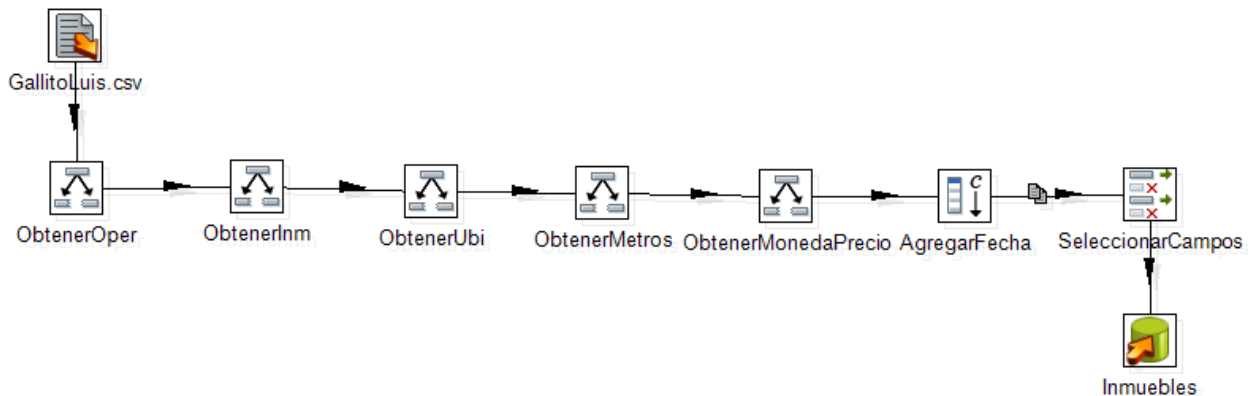 GallitoLuis.csv
ObtenerOper
ObtenerInm
ObtenerUbi
ObtenerMetros
ObtenerMonedaPrecio
AgregarFecha
C
SeleccionarCampos
Inmuebles